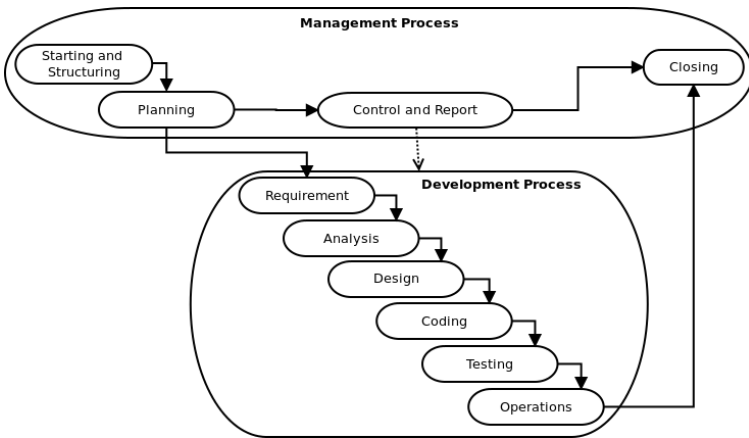 Management Process
Starting and
Structuring
Closing
Planning
Control and Report
Development Process
Requirement
Analysis
Design
Coding
Testing
Operations